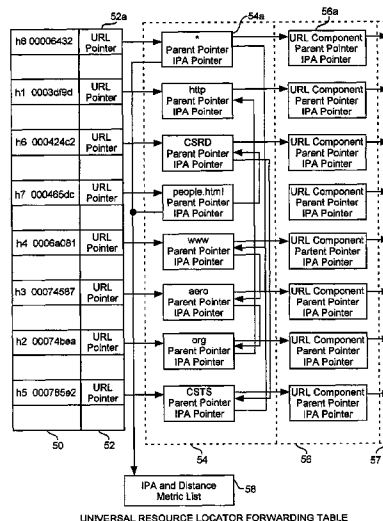 52a
54a
56a
h8 00006432
URL Pointer
*
Parent Pointer
IPA Pointer
URL Component
Parent Pointer
IPA Pointer
h1 0003df9d
URL Pointer
http
Parent Pointer
IPA Pointer
URL Component
Parent Pointer
IPA Pointer
h6 000424c2
URL Pointer
CSRD
Parent Pointer
IPA Pointer
URL Component
Parent Pointer
IPA Pointer
h7 000465dc
URL Pointer
people.html
Parent Pointer
IPA Pointer
URL Component
Parent Pointer
IPA Pointer
h4 0006a081
URL Pointer
www
Parent Pointer
IPA Pointer
URL Component
Partent Pointer
IPA Pointer
h3 00074587
URL Pointer
aero
Parent Pointer
IPA Pointer
URL Component
Parent Pointer
IPA Pointer
h2 00074bea
URL Pointer
org
Parent Pointer
IPA Pointer
URL Component
Parent Pointer
IPA Pointer
h5 000785e2
URL Pointer
CSTS
Parent Pointer
IPA Pointer
URL Component
Parent Pointer
IPA Pointer
50
52
54
56
57
IPA and Distance
Metric List
58
UNIVERSAL RESOURCE LOCATOR FORWARDING TABLE